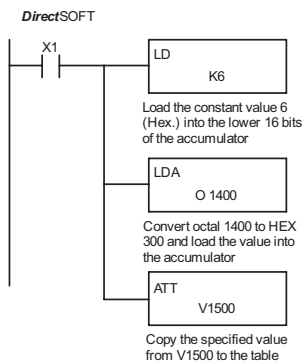 DirectSOFT
X1
LD
K6
Load the constant value 6
(Hex.) into the lower 16 bits
of the accumulator
LDA
O 1400
Convert octal 1400 to HEX
300 and load the value into
the accumulator
ATT
V1500
Copy the specified value
from V1500 to the table